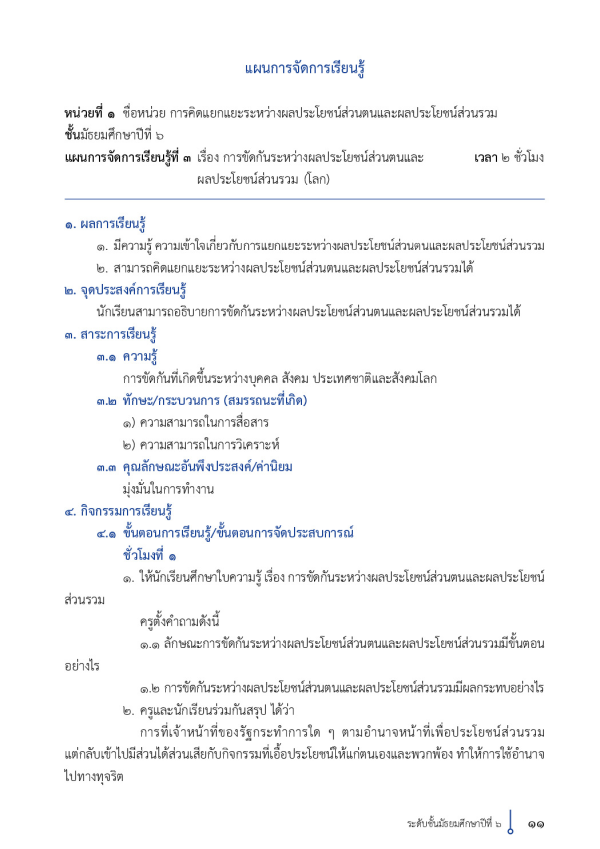 แผนการจัดการเรียนรู้
หน่วยที่ ๑ ชื่อหน่วย การคิดแยกแยะระหว่างผลประโยชน์ส่วนตนและผลประโยชน์ส่วนรวม
ชั้นมัธยมศึกษาปีที่ ๖
แผนการจัดการเรียนรู้ที่ ๓ เรื่อง การขัดกันระหว่างผลประโยชน์ส่วนตนและ เวลา ๒ ชั่วโมง
ผลประโยชน์ส่วนรวม (โลก)
๑. ผลการเรียนรู้
๑. มีความรู้ ความเข้าใจเกี่ยวกับการแยกแยะระหว่างผลประโยชน์ส่วนตนและผลประโยชน์ส่วนรวม
๒. สามารถคิดแยกแยะระหว่างผลประโยชน์ส่วนตนและผลประโยชน์ส่วนรวมได้
๒. จุดประสงค์การเรียนรู้
นักเรียนสามารถอธิบายการขัดกันระหว่างผลประโยชน์ส่วนตนและผลประโยชน์ส่วนรวมได้
๓. สาระการเรียนรู้
๓.๑ ความรู้
การขัดกันที่เกิดขึ้นระหว่างบุคคล สังคม ประเทศชาติและสังคมโลก
๓.๒ ทักษะ/กระบวนการ (สมรรถนะที่เกิด)
๑) ความสามารถในการสื่อสาร
๒) ความสามารถในการวิเคราะห์
๓.๓ คุณลักษณะอันพึงประสงค์/ค่านิยม
มุ่งมั่นในการทำงาน
๔. กิจกรรมการเรียนรู้
๔.๑ ขั้นตอนการเรียนรู้/ขั้นตอนการจัดประสบการณ์
ชั่วโมงที่ ๑
๑. ให้นักเรียนศึกษาใบความรู้ เรื่อง การขัดกันระหว่างผลประโยชน์ส่วนตนและผลประโยชน์
ส่วนรวม
ครูตั้งคำถามดังนี้
๑.๑ ลักษณะการขัดกันระหว่างผลประโยชน์ส่วนตนและผลประโยชน์ส่วนรวมมีขั้นตอน
อย่างไร
๑.๒ การขัดกันระหว่างผลประโยชน์ส่วนตนและผลประโยชน์ส่วนรวมมีผลกระทบอย่างไร
๒. ครูและนักเรียนร่วมกันสรุป ได้ว่า
การที่เจ้าหน้าที่ของรัฐกระทำการใด ๆ ตามอำนาจหน้าที่เพื่อประโยชน์ส่วนรวม
แต่กลับเข้าไปมีส่วนได้ส่วนเสียกับกิจกรรมที่เอื้อประโยชน์ให้แก่ตนเองและพวกพ้อง ทำให้การใช้อำนาจ
ไปทางทุจริต
ระดับชั้นมัธยมศึกษาปีที่ ๖ ๑๑